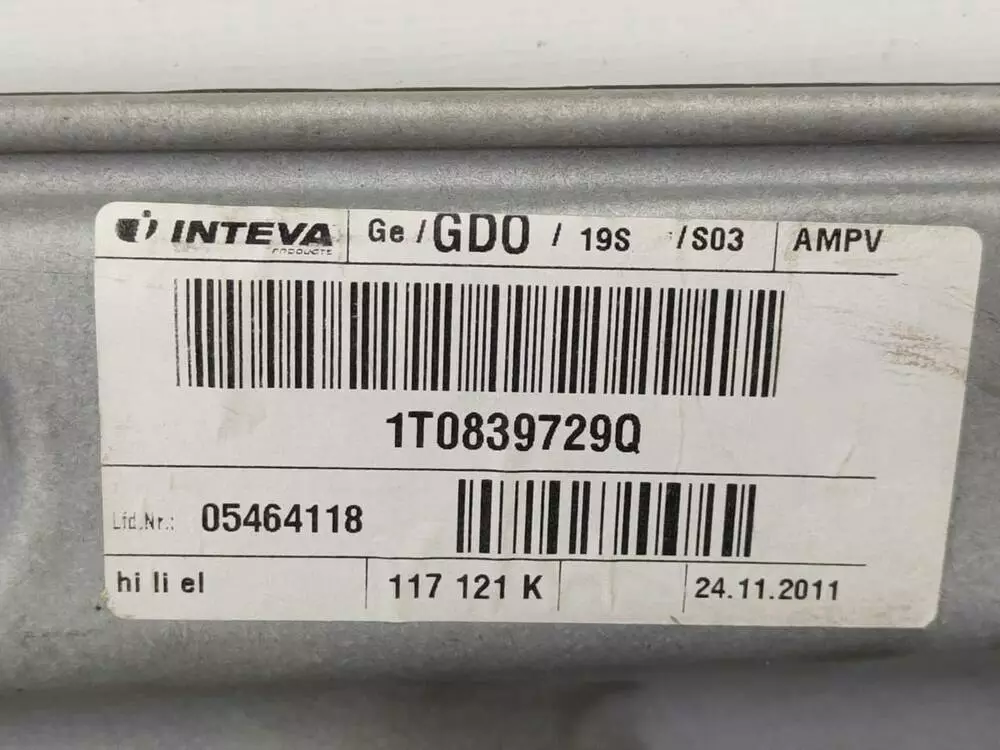 INTEVA
PRODUCTS
Ge / GDO / 19S /S03
AMPV
1T0839729Q
Lfd.Nr.: 05464118
hi li el
117 121 K
24.11.2011